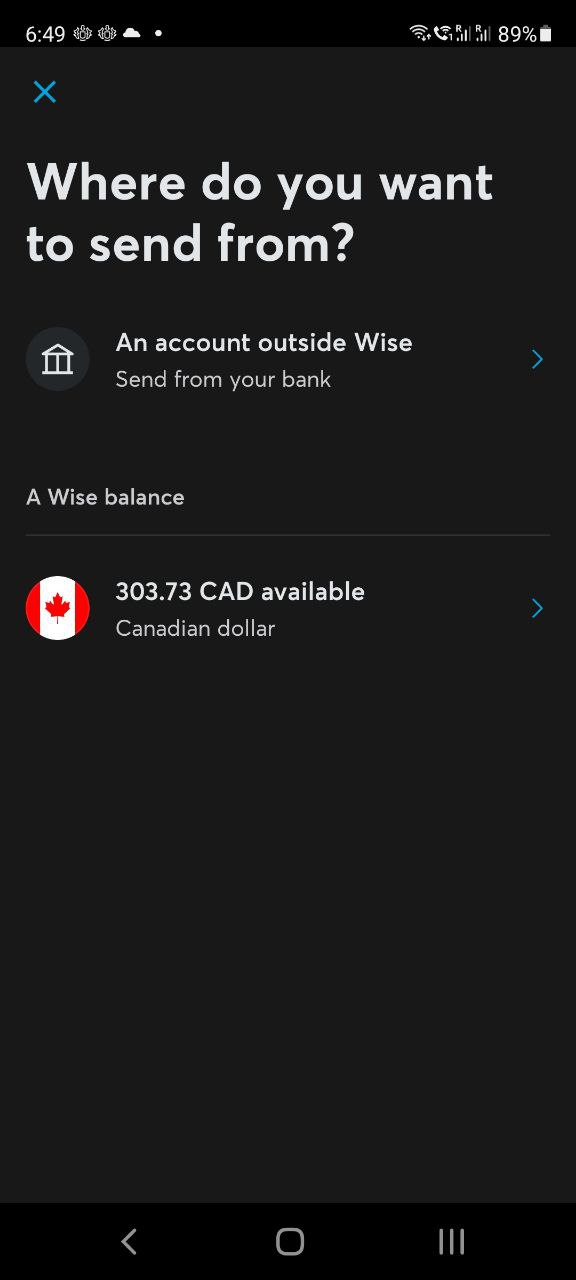 6:49
89%
Where do you want
to send from?
An account outside Wise
Send from your bank
A Wise balance
303.73 CAD available
Canadian dollar